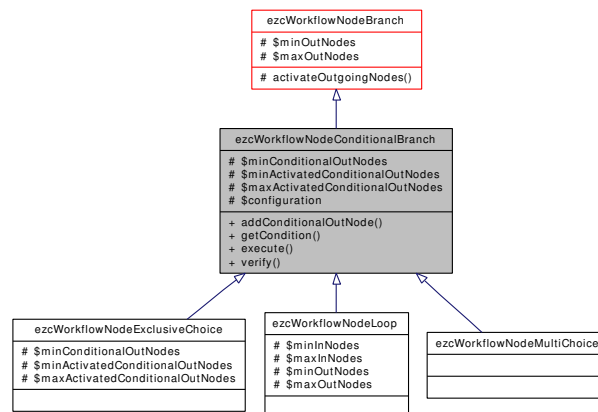 ezcWorkflowNodeBranch
# $minOutNodes
# $maxOutNodes
# activateOutgoingNodes()
ezcWorkflowNodeConditionalBranch
# $minConditionalOutNodes
# $minActivatedConditionalOutNodes
# $maxActivatedConditionalOutNodes
# $configuration
+ addConditionalOutNode()
+ getCondition()
+ execute()
+ verify()
ezcWorkflowNodeExclusiveChoice
# $minConditionalOutNodes
# $minActivatedConditionalOutNodes
# $maxActivatedConditionalOutNodes
ezcWorkflowNodeLoop
# $minInNodes
# $maxInNodes
# $minOutNodes
# $maxOutNodes
ezcWorkflowNodeMultiChoice